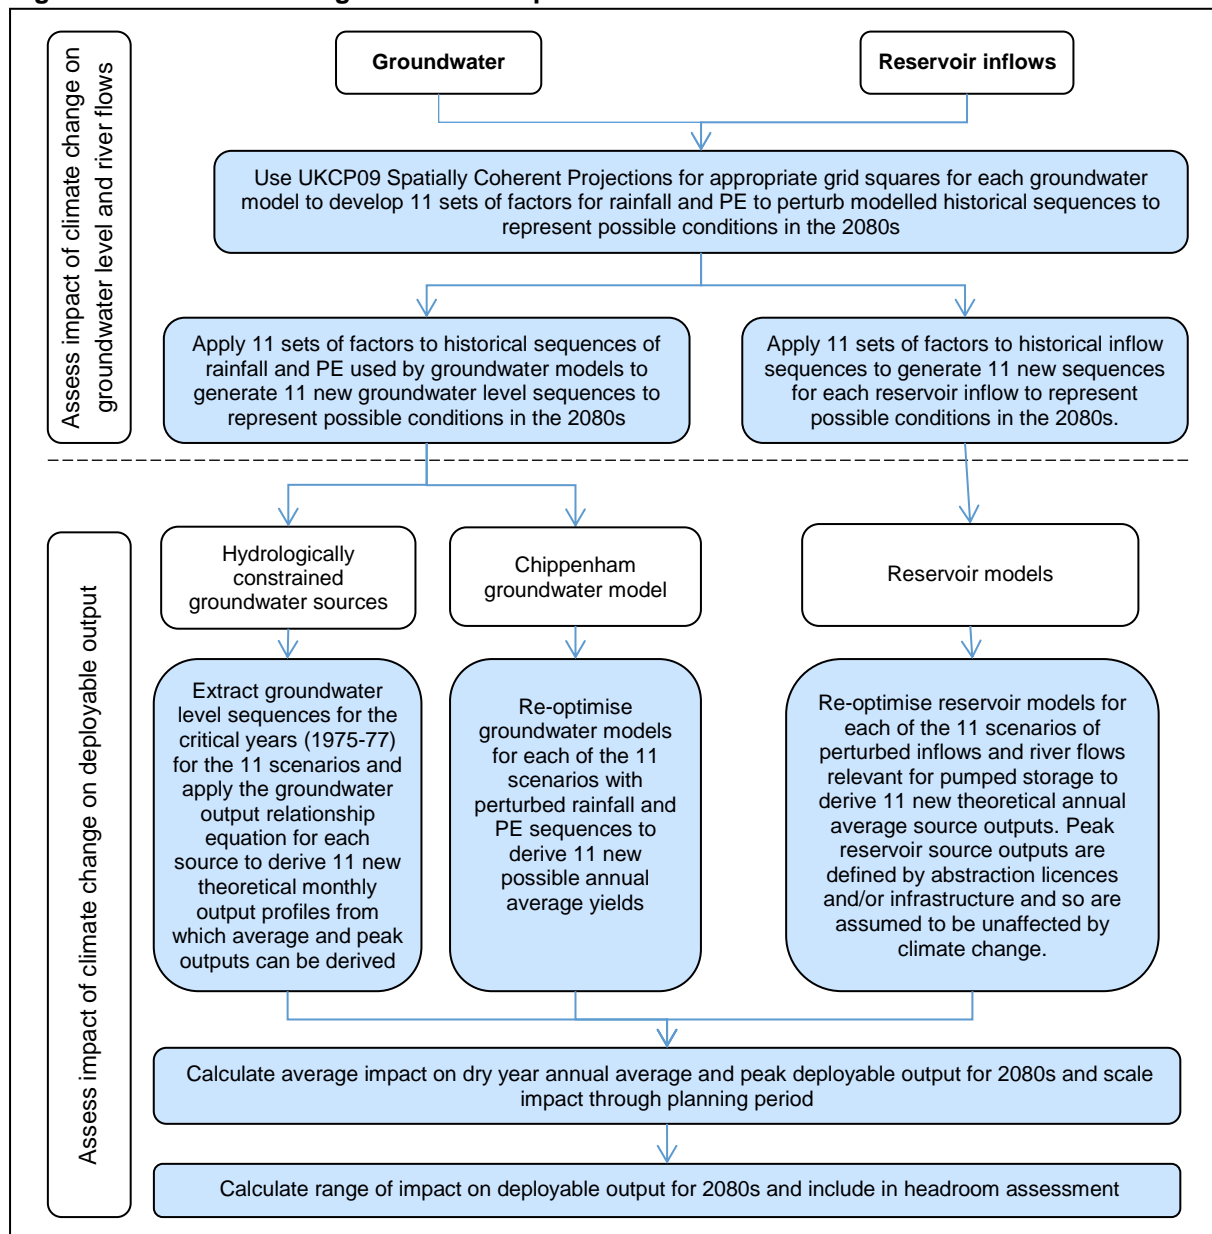 Assess impact of climate change on
groundwater level and river flows
Groundwater
Reservoir inflows
Use UKCP09 Spatially Coherent Projections for appropriate grid squares for each groundwater
model to develop 11 sets of factors for rainfall and PE to perturb modelled historical sequences to
represent possible conditions in the 2080s
Apply 11 sets of factors to historical sequences of
rainfall and PE used by groundwater models to
generate 11 new groundwater level sequences to
represent possible conditions in the 2080s
Apply 11 sets of factors to historical inflow
sequences to generate 11 new sequences
for each reservoir inflow to represent
possible conditions in the 2080s.
Assess impact of climate change on deployable output
Hydrologically
constrained
groundwater sources
Chippenham
groundwater model
Reservoir models
Extract groundwater
level sequences for the
critical years (1975-77)
for the 11 scenarios and
apply the groundwater
output relationship
equation for each
source to derive 11 new
theoretical monthly
output profiles from
which average and peak
outputs can be derived
Re-optimise
groundwater models
for each of the 11
scenarios with
perturbed rainfall and
PE sequences to
derive 11 new
possible annual
average yields
Re-optimise reservoir models for
each of the 11 scenarios of
perturbed inflows and river flows
relevant for pumped storage to
derive 11 new theoretical annual
average source outputs. Peak
reservoir source outputs are
defined by abstraction licences
and/or infrastructure and so are
assumed to be unaffected by
climate change.
Calculate average impact on dry year annual average and peak deployable output for 2080s and scale
impact through planning period
Calculate range of impact on deployable output for 2080s and include in headroom assessment